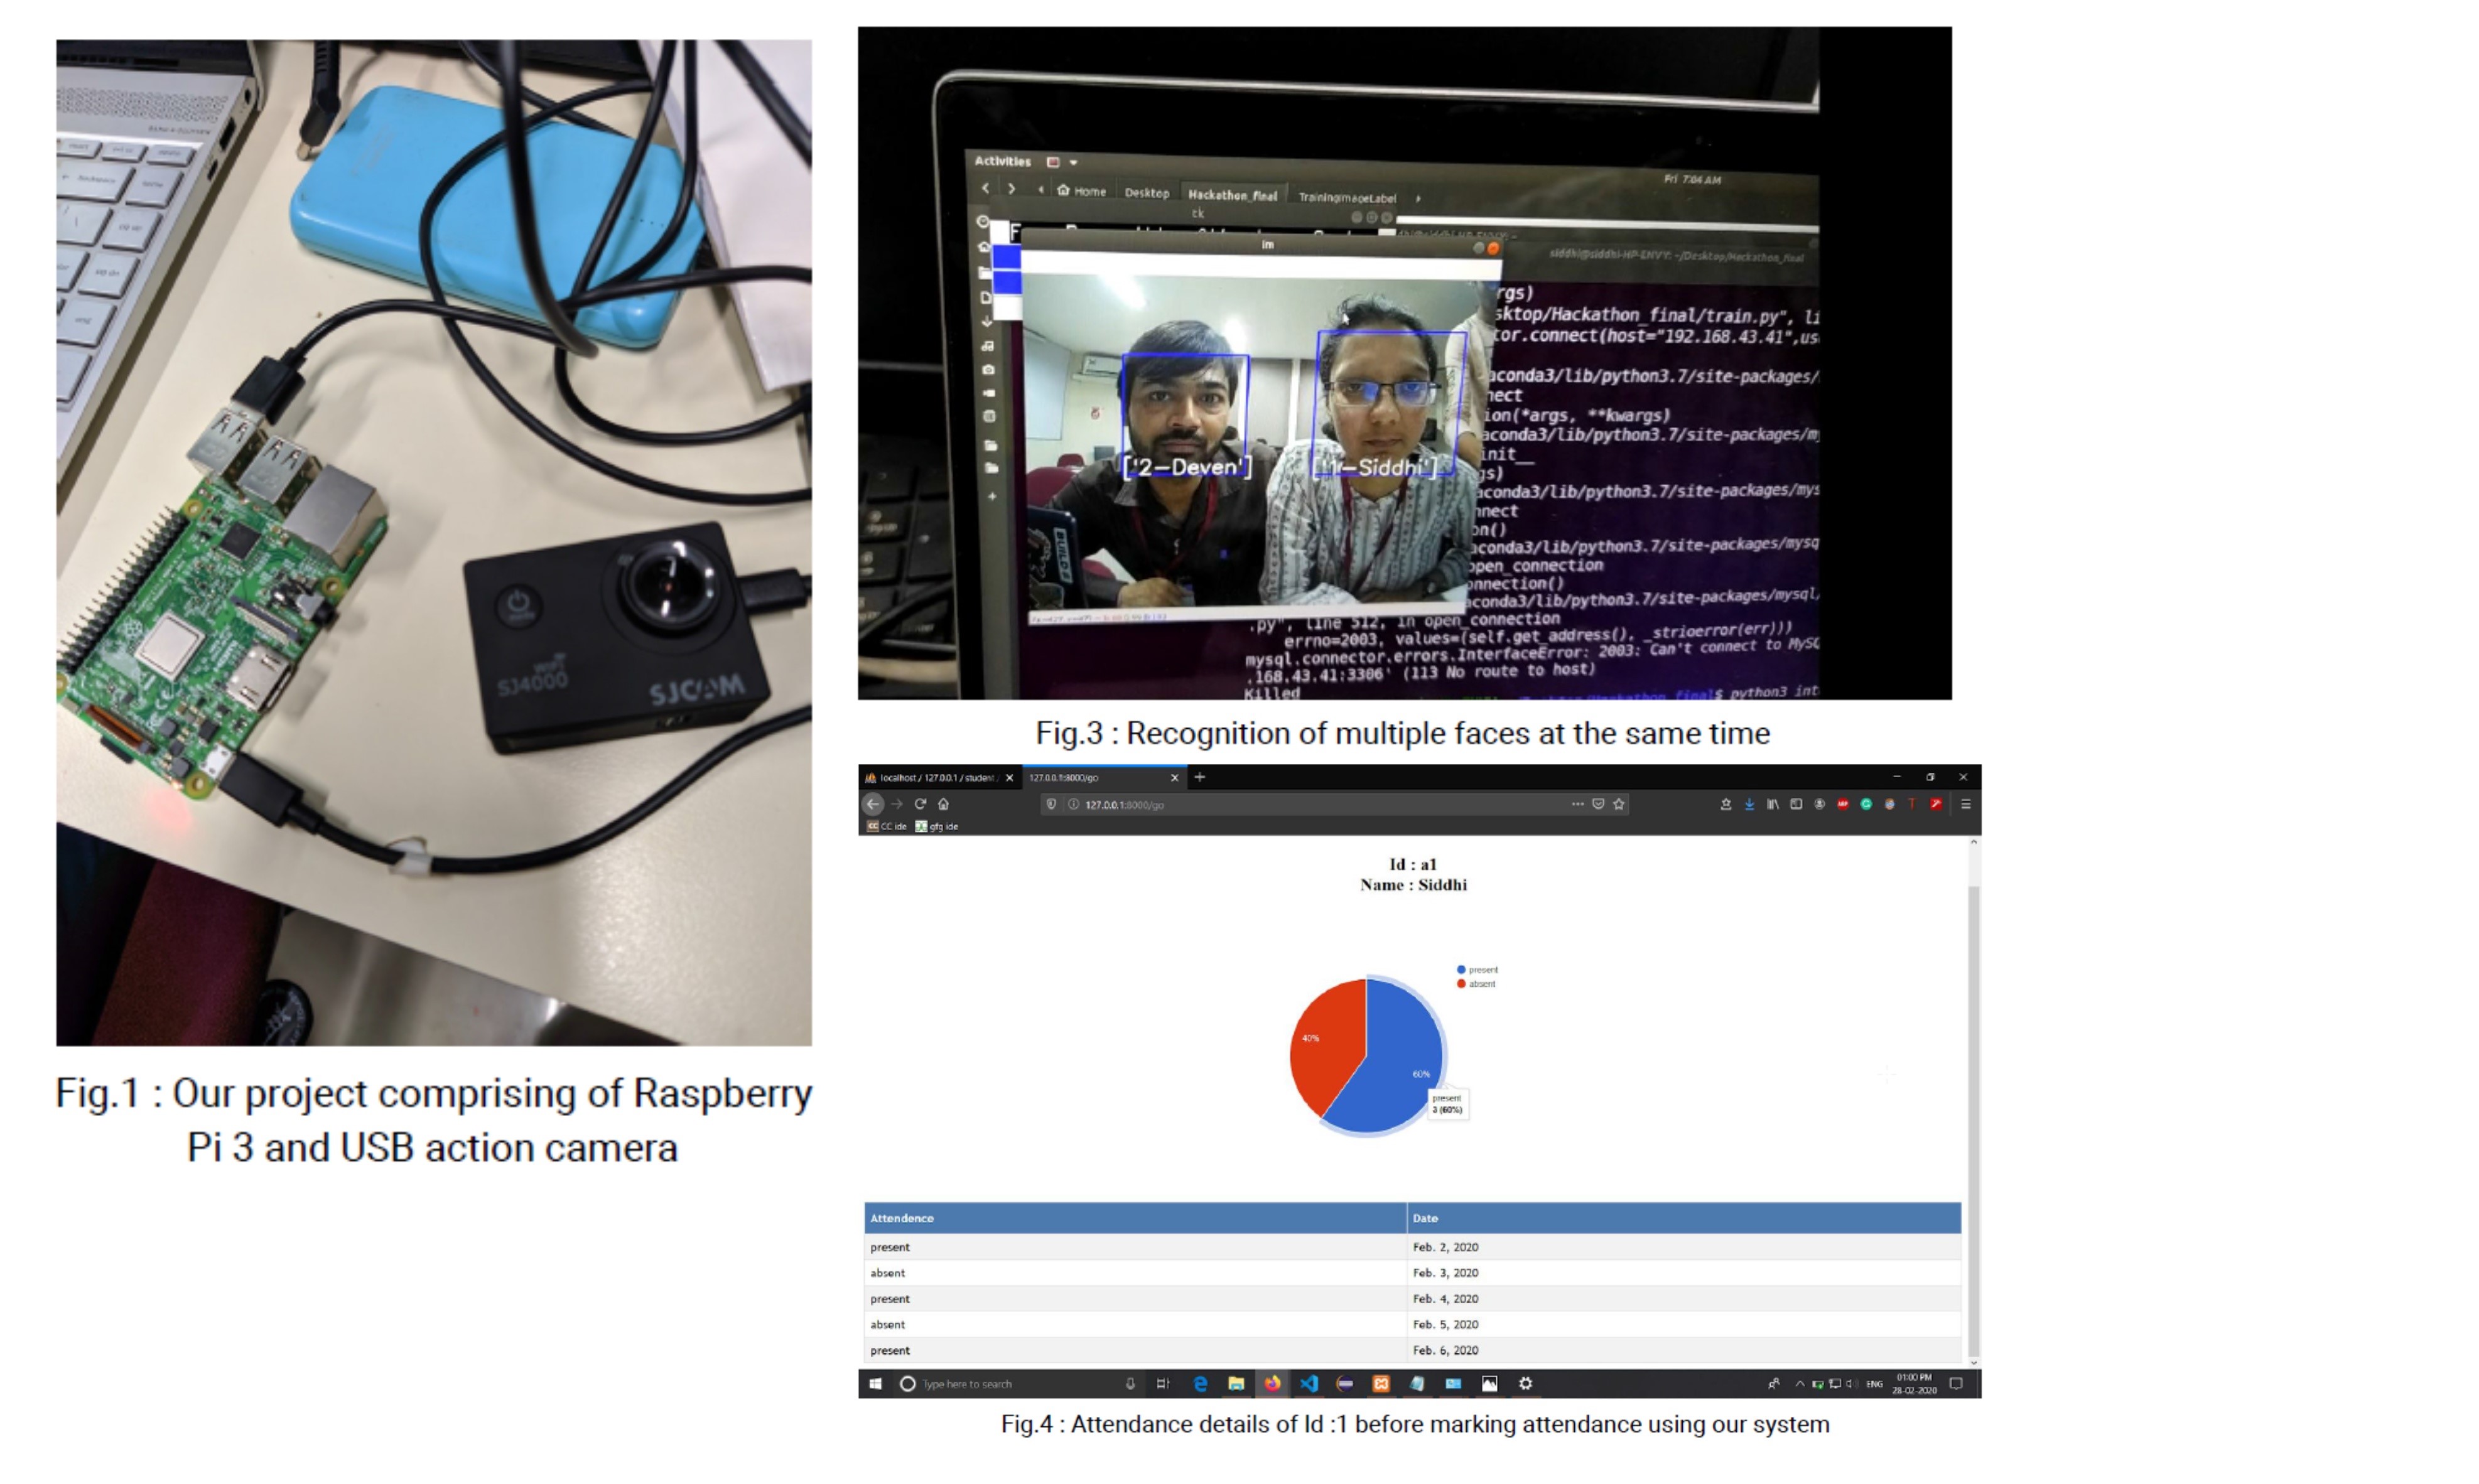 WiFi
SJ4000
SJCAM
Fig.1 : Our project comprising of Raspberry
Pi 3 and USB action camera
Activities
Fri 7:04 AM
Home Desktop Hackathon_final TrainingImageLabel
tk
im
siddhi@siddhi-HP-ENVY: ~/Desktop/Hackathon_final
rgs)
sktop/Hackathon_final/train.py", li
tor.connect(host="192.168.43.41",us
aconda3/lib/python3.7/site-packages/
nect
ion(*args, **kwargs)
aconda3/lib/python3.7/site-packages/m
init__
gs)
aconda3/lib/python3.7/site-packages/mys
nnect
on()
aconda3/lib/python3.7/site-packages/mysq
open_connection
onnection()
aconda3/lib/python3.7/site-packages/mysql/
.py", line 512, in open_connection
errno=2003, values=(self.get_address(), _strioerror(err)))
mysql.connector.errors.InterfaceError: 2003: Can't connect to MySQ
.168.43.41:3306' (113 No route to host)
Killed
Hackathon_final$ python3 int
['2-Deven'] ['1-Siddhi']
Fig.3 : Recognition of multiple faces at the same time
localhost / 127.0.0.1 / student 127.0.0.1:8000/go
127.0.0.1:8000/go
CC ide gfg ide
Id : a1
Name : Siddhi
present
absent
40%
60%
present
3 (60%)
Attendence Date
present Feb. 2, 2020
absent Feb. 3, 2020
present Feb. 4, 2020
absent Feb. 5, 2020
present Feb. 6, 2020
Type here to search
ENG
01:00 PM
28-02-2020
Fig.4 : Attendance details of Id :1 before marking attendance using our system